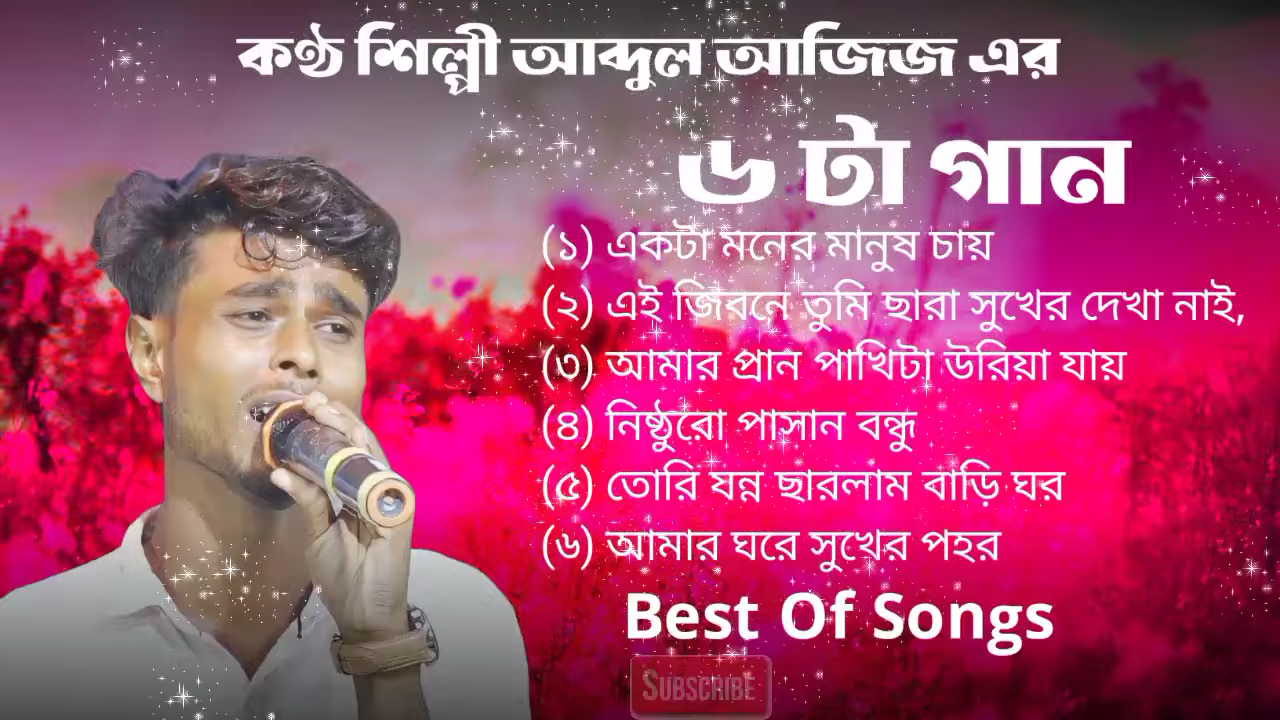 কণ্ঠ শিল্পী আব্দুল আজিজ এর
৬ টা গান
(১) একটা মনের মানুষ চায়
(২) এই জিবনে তুমি ছারা সুখের দেখা নাই,
(৩) আমার প্রান পাখিটা উরিয়া যায়
(৪) নিষ্ঠুরো পাসান বন্ধু
(৫) তোরি যন্ন ছারলাম বাড়ি ঘর
(৬) আমার ঘরে সুখের পহর
Best Of Songs
SUBSCRIBE